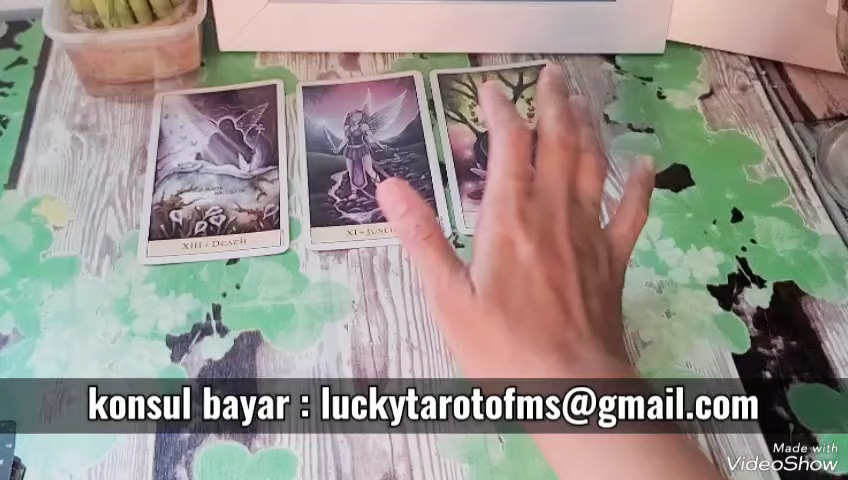 XIII • Death
konsul bayar : luckytarotofms@gmail.com
Made with
VideoShow